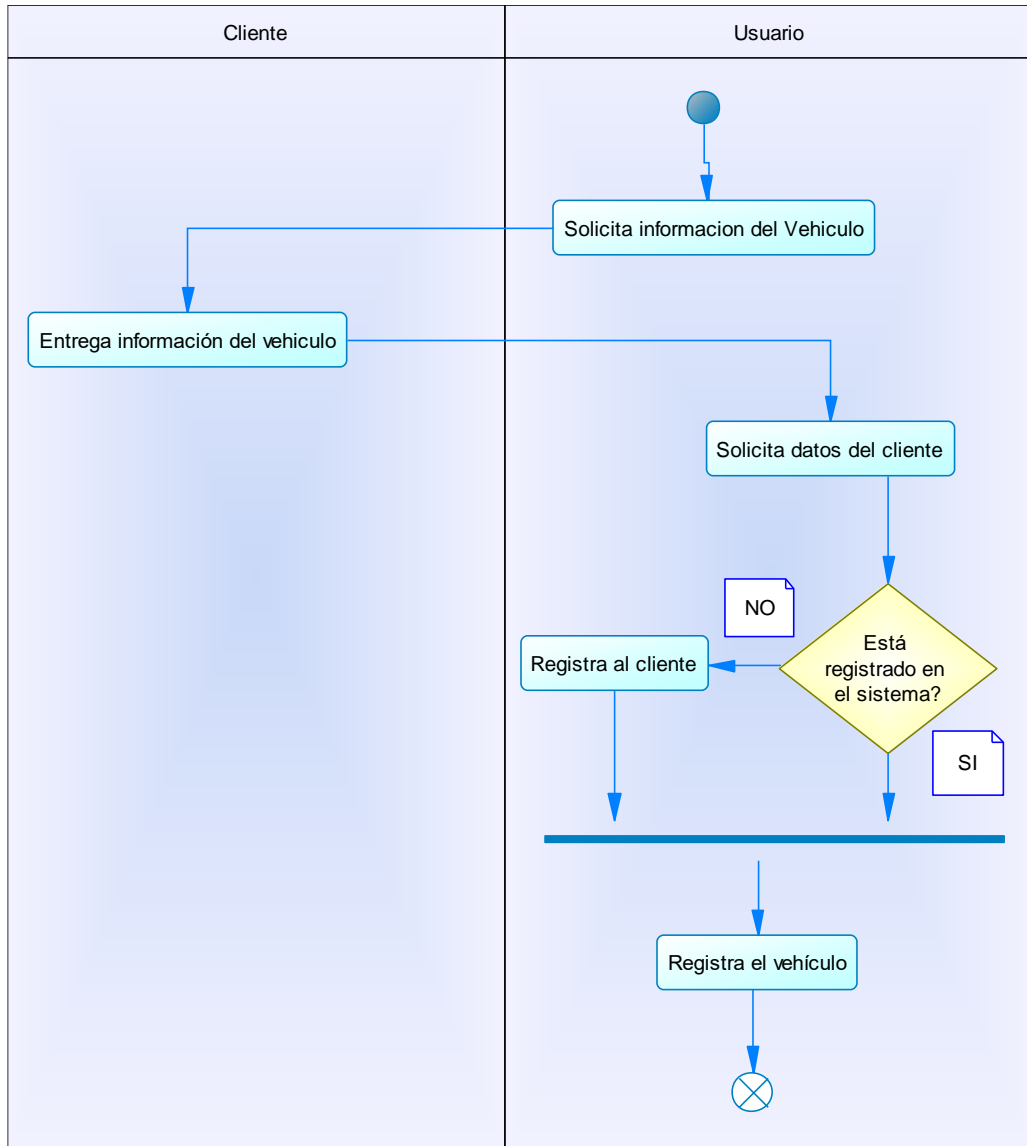 Cliente
Usuario
Solicita informacion del Vehiculo
Entrega información del vehiculo
Solicita datos del cliente
NO
Registra al cliente
Está
registrado en
el sistema?
SI
Registra el vehículo